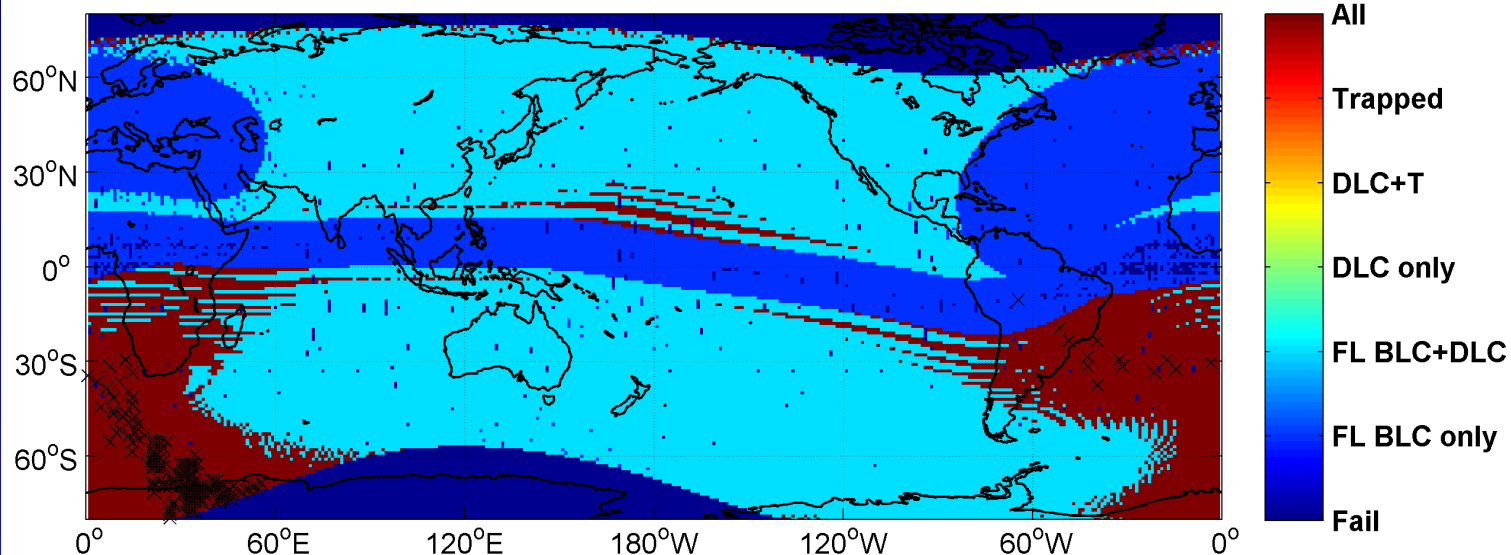 60°N
30°N
0°
30°S
60°S
0° 60°E 120°E 180°W 120°W 60°W 0°
All
Trapped
DLC+T
DLC only
FL BLC+DLC
FL BLC only
Fail